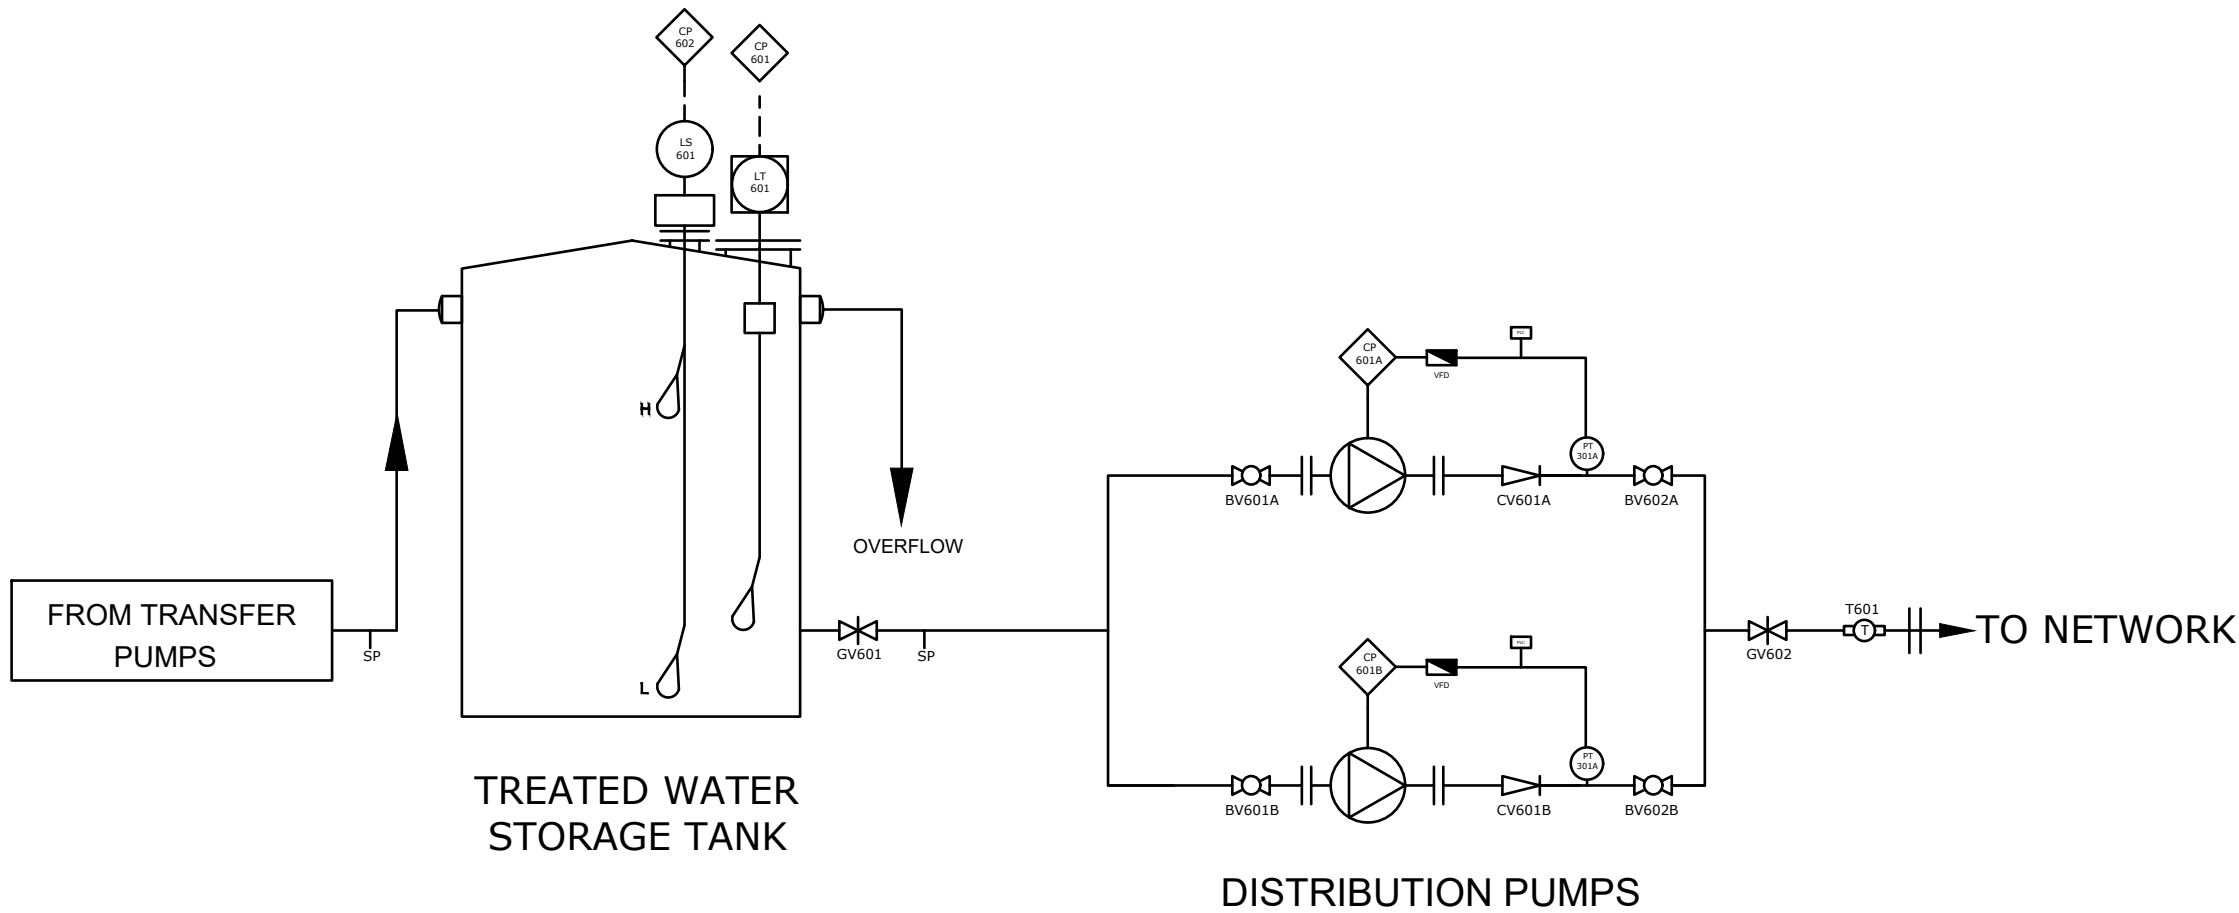 CP
602
CP
601
LS
601
LT
601
H
L
OVERFLOW
FROM TRANSFER
PUMPS
SP
GV601
SP
TREATED WATER
STORAGE TANK
CP
601A
VFD
PLC
PT
301A
BV601A
CV601A
BV602A
CP
601B
VFD
PLC
PT
301A
BV601B
CV601B
BV602B
GV602
T601
T
TO NETWORK
DISTRIBUTION PUMPS